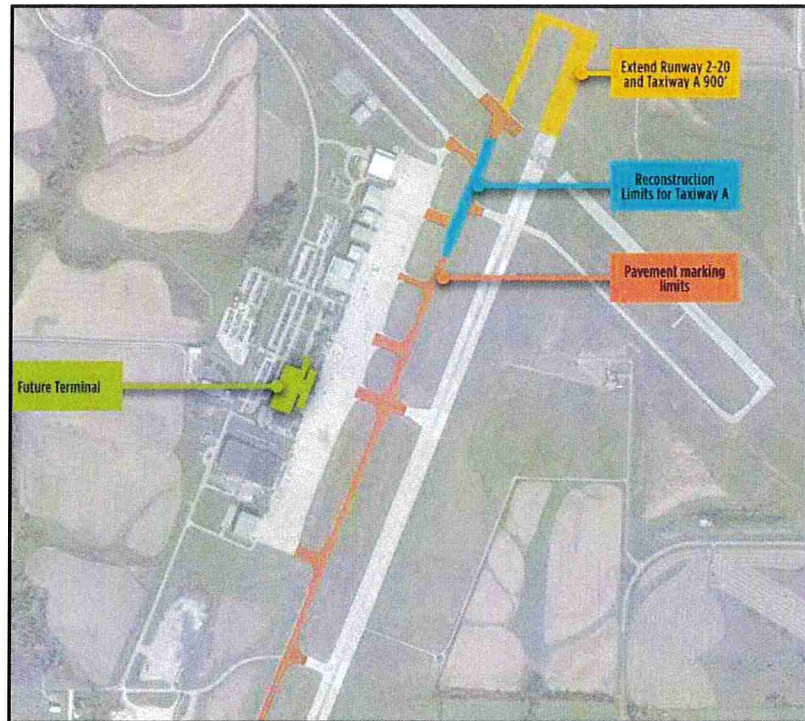 Extend Runway 2-20
and Taxiway A 900'
Reconstruction
Limits for Taxiway A
Pavement marking
limits
Future Terminal